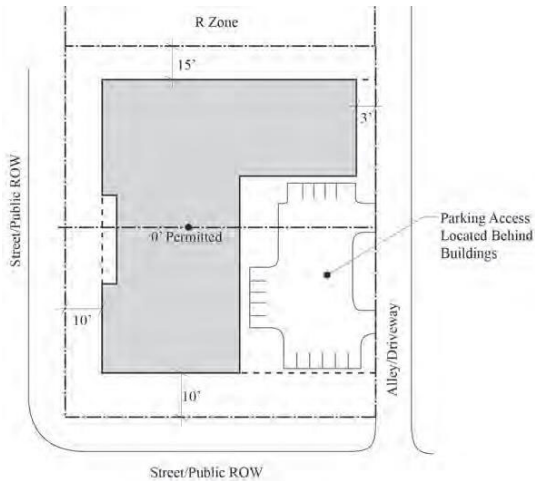 R Zone
15'
3'
Street/Public ROW
0' Permitted
Parking Access
Located Behind
Buildings
10'
Alley/Driveway
10'
Street/Public ROW